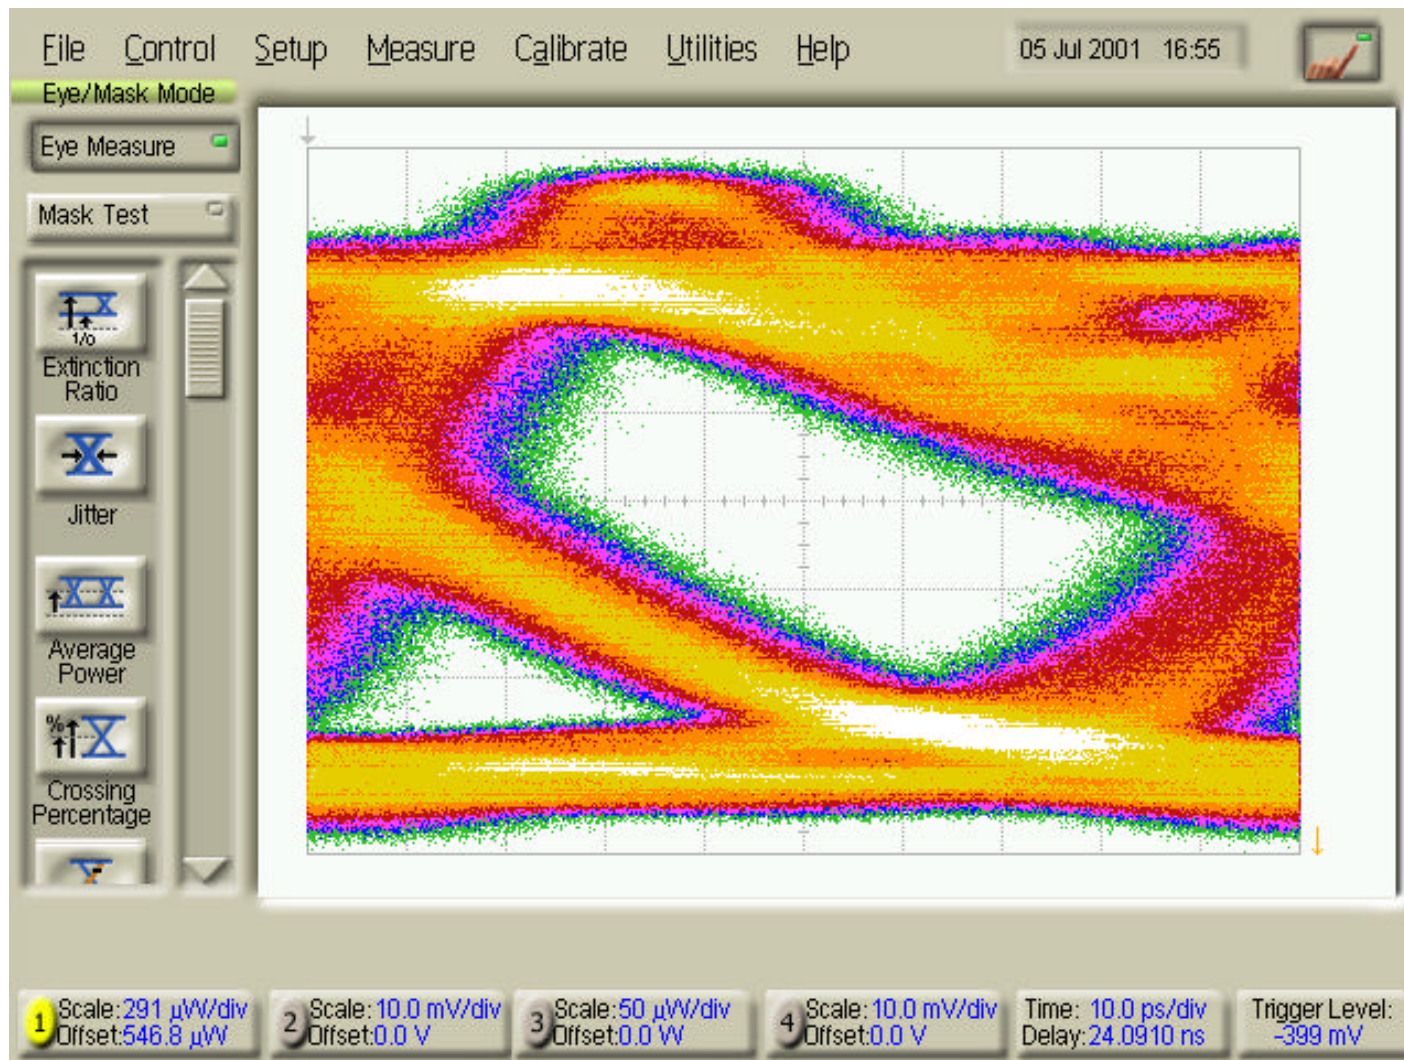 File Control Setup Measure Calibrate Utilities Help 05 Jul 2001 16:55
Eye/Mask Mode
Eye Measure
Mask Test
1/0
Extinction
Ratio
Jitter
Average
Power
%
Crossing
Percentage
1 Scale:291 µW/div
Offset:546.8 µW
2 Scale:10.0 mV/div
Offset:0.0 V
3 Scale:50 µW/div
Offset:0.0 W
4 Scale:10.0 mV/div
Offset:0.0 V
Time: 10.0 ps/div
Delay:24.0910 ns
Trigger Level:
-399 mV